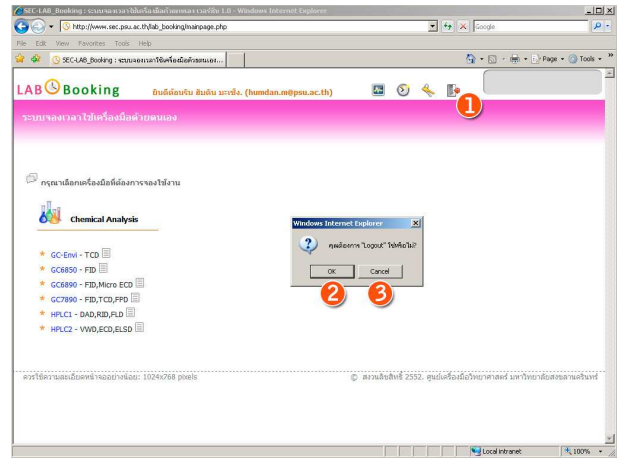 SEC-LAB_Booking : ระบบจองเวลาใช้เครื่องมือด้วยตนเอง เวอร์ชั่น 1.0 - Windows Internet Explorer
http://www.sec.psu.ac.th/lab_booking/mainpage.php
Google
File Edit View Favorites Tools Help
SEC-LAB_Booking : ระบบจองเวลาใช้เครื่องมือด้วยตนเอง...
Page Tools
LAB Booking
ยินดีต้อนรับ ฮัมดัน มะเซ็ง. (humdan.m@psu.ac.th)
1
ระบบจองเวลาใช้เครื่องมือด้วยตนเอง
กรุณาเลือกเครื่องมือที่ต้องการจองใช้งาน
Chemical Analysis
GC-Envi - TCD
GC6850 - FID
GC6890 - FID,Micro ECD
GC7890 - FID,TCD,FPD
HPLC1 - DAD,RID,FLD
HPLC2 - VWD,ECD,ELSD
Windows Internet Explorer
คุณต้องการ "Logout" ใช่หรือไม่?
OK Cancel
2 3
ควรใช้ความละเอียดหน้าจออย่างน้อย: 1024x768 pixels
© สงวนลิขสิทธิ์ 2552. ศูนย์เครื่องมือวิทยาศาสตร์ มหาวิทยาลัยสงขลานครินทร์
Local intranet 100%